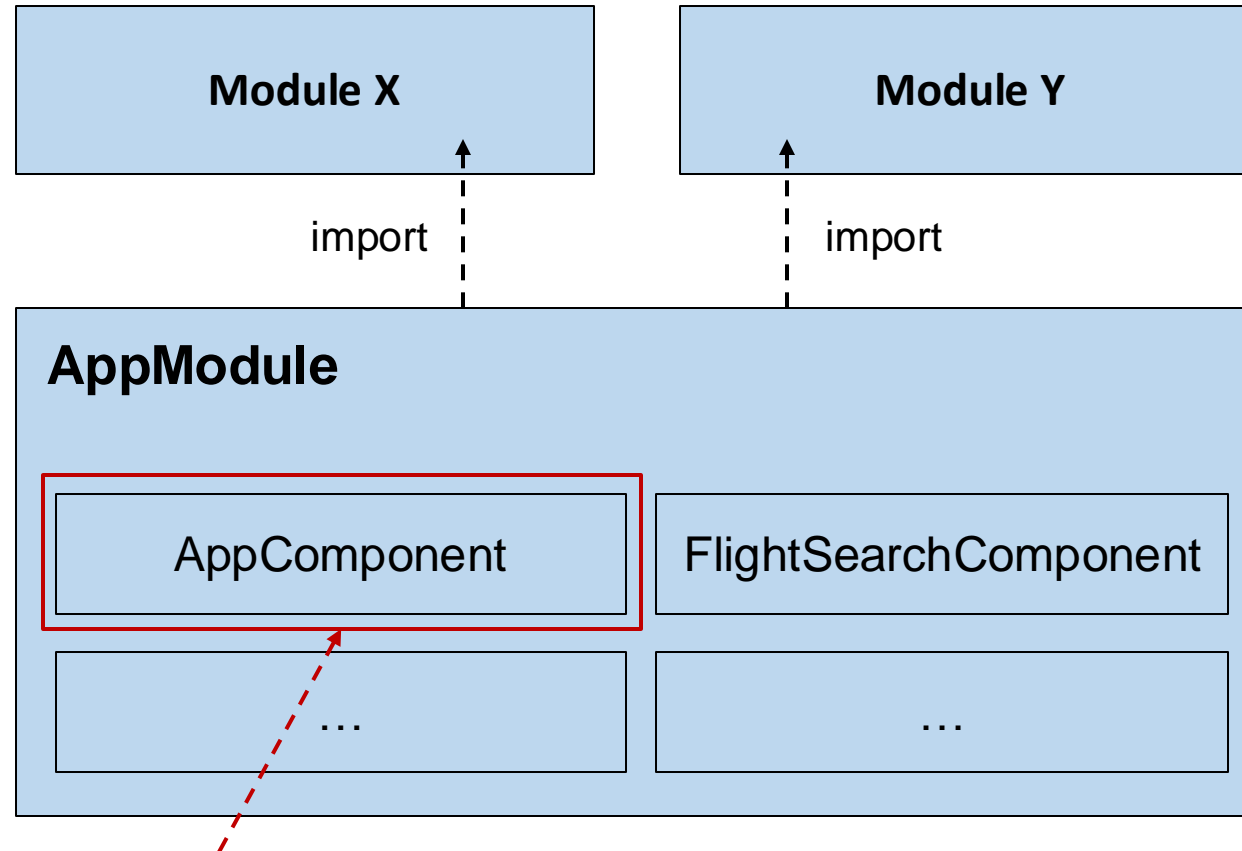 Module X
Module Y
import
import
AppModule
AppComponent
FlightSearchComponent
…
…